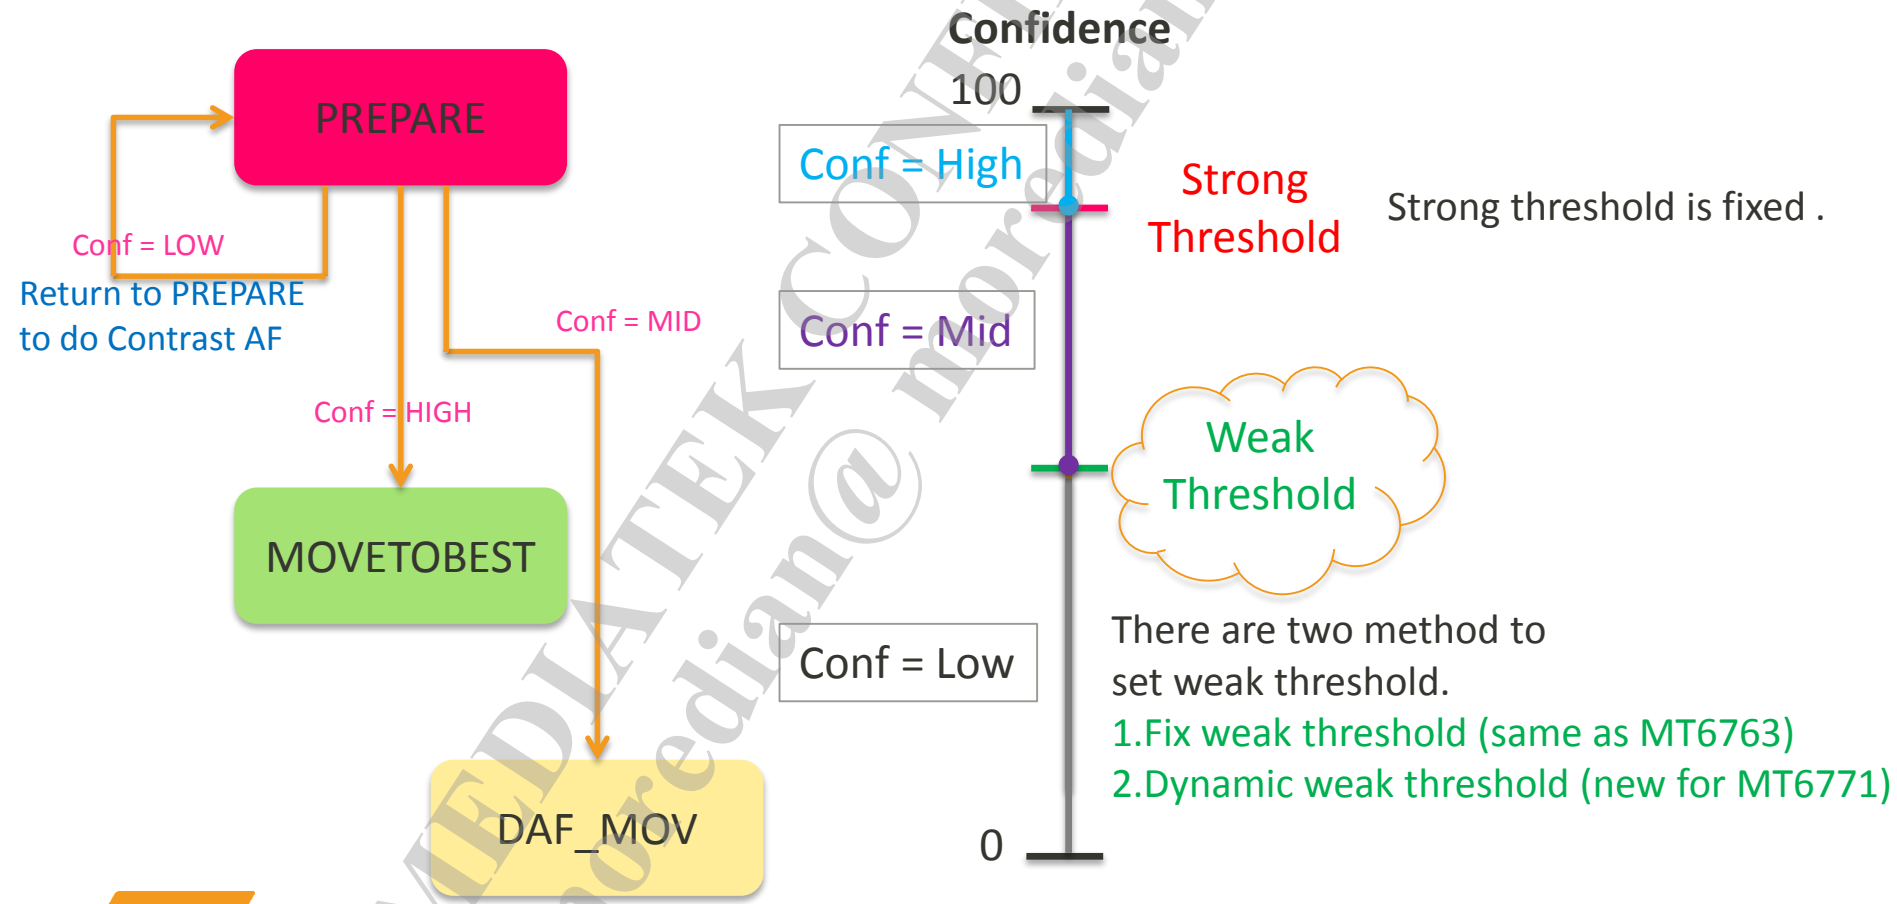 PREPARE
Conf = LOW
Return to PREPARE
to do Contrast AF
Conf = MID
Conf = HIGH
MOVETOBEST
DAF_MOV
Confidence
100
Conf = High
Strong
Threshold
Strong threshold is fixed .
Conf = Mid
Weak
Threshold
Conf = Low
There are two method to
set weak threshold.
1.Fix weak threshold (same as MT6763)
2.Dynamic weak threshold (new for MT6771)
0
MEDIATEK
moredian@